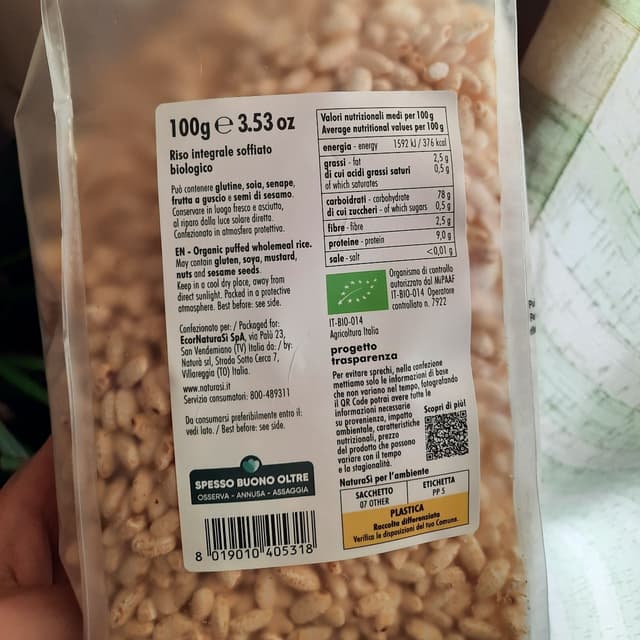 100g e 3.53 oz
Riso integrale soffiato
biologico
Può contenere glutine, soia, senape,
frutta a guscio e semi di sesamo.
Conservare in luogo fresco e asciutto,
al riparo dalla luce solare diretta.
Confezionato in atmosfera protettiva.
EN - Organic puffed wholemeal rice.
May contain gluten, soya, mustard,
nuts and sesame seeds.
Keep in a cool dry place, away from
direct sunlight. Packed in a protective
atmosphere. Best before: see side.
Confezionato per: / Packaged for:
EcorNaturaSì SpA, via Palù 23,
San Vendemiano (TV) Italia da: / by:
Naturè srl, Strada Sotto Cerca 7,
Villareggia (TO) Italia.
www.naturasi.it
Servizio consumatori: 800-489311
Da consumarsi preferibilmente entro il:
vedi lato. / Best before: see side.
SPESSO BUONO OLTRE
OSSERVA - ANNUSA - ASSAGGIA
8 019010 405318
Valori nutrizionali medi per 100 g
Average nutritional values per 100 g
energia - energy 1592 kJ / 376 kcal
grassi - fat 2,5 g
di cui acidi grassi saturi 0,5 g
of which saturates
carboidrati - carbohydrate 78 g
di cui zuccheri - of which sugars 0,5 g
fibre - fibre 2,5 g
proteine - protein 9,0 g
sale - salt <0,01 g
Organismo di controllo
autorizzato dal MiPAAF
IT-BIO-014 Operatore
controllato n. 7922
IT-BIO-014
Agricoltura Italia
progetto
trasparenza
Per evitare sprechi, nella confezione
mettiamo solo le informazioni di base
che non variano nel tempo, fotografando
il QR Code potrai avere tutte le
informazioni necessarie
su provenienza, impatto
ambientale, caratteristiche
nutrizionali, prezzo
del prodotto che possono
variare con il tempo
e la stagionalità.
Scopri di più!
NaturaSì per l'ambiente
SACCHETTO ETICHETTA
07 OTHER PP 5
PLASTICA
Raccolta differenziata
Verifica le disposizioni del tuo Comune.